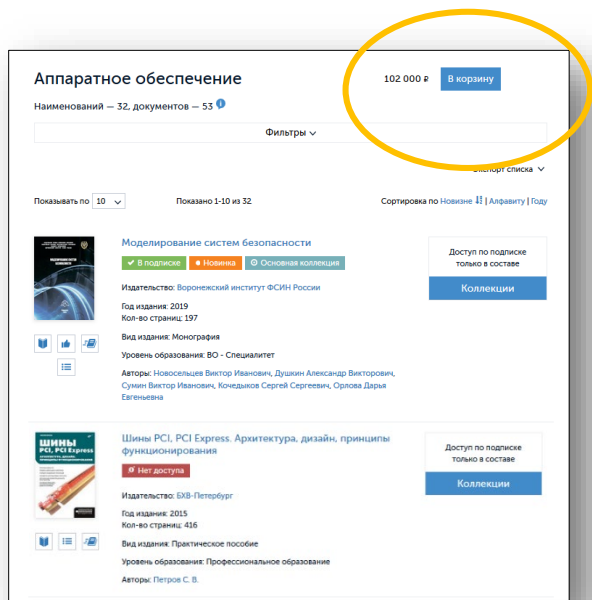 Аппаратное обеспечение
102 000 ₽
В корзину
Наименований — 32, документов — 53
Фильтры
Экспорт списка
Показывать по 10
Показано 1-10 из 32
Сортировка по Новизне | Алфавиту | Году
Моделирование систем безопасности
В подписке
Новинка
Основная коллекция
Издательство: Воронежский институт ФСИН России
Год издания: 2019
Кол-во страниц: 197
Вид издания: Монография
Уровень образования: ВО - Специалитет
Авторы: Новосельцев Виктор Иванович, Душкин Александр Викторович,
Сумин Виктор Иванович, Кочедыков Сергей Сергеевич, Орлова Дарья
Евгеньевна
Доступ по подписке
только в составе
Коллекции
МОДЕЛИРОВАНИЕ СИСТЕМ
БЕЗОПАСНОСТИ
ШИНЫ
PCI, PCI Express
Шины PCI, PCI Express. Архитектура, дизайн, принципы
функционирования
Нет доступа
Издательство: БХВ-Петербург
Год издания: 2015
Кол-во страниц: 416
Вид издания: Практическое пособие
Уровень образования: Профессиональное образование
Авторы: Петров С. В.
Доступ по подписке
только в составе
Коллекции